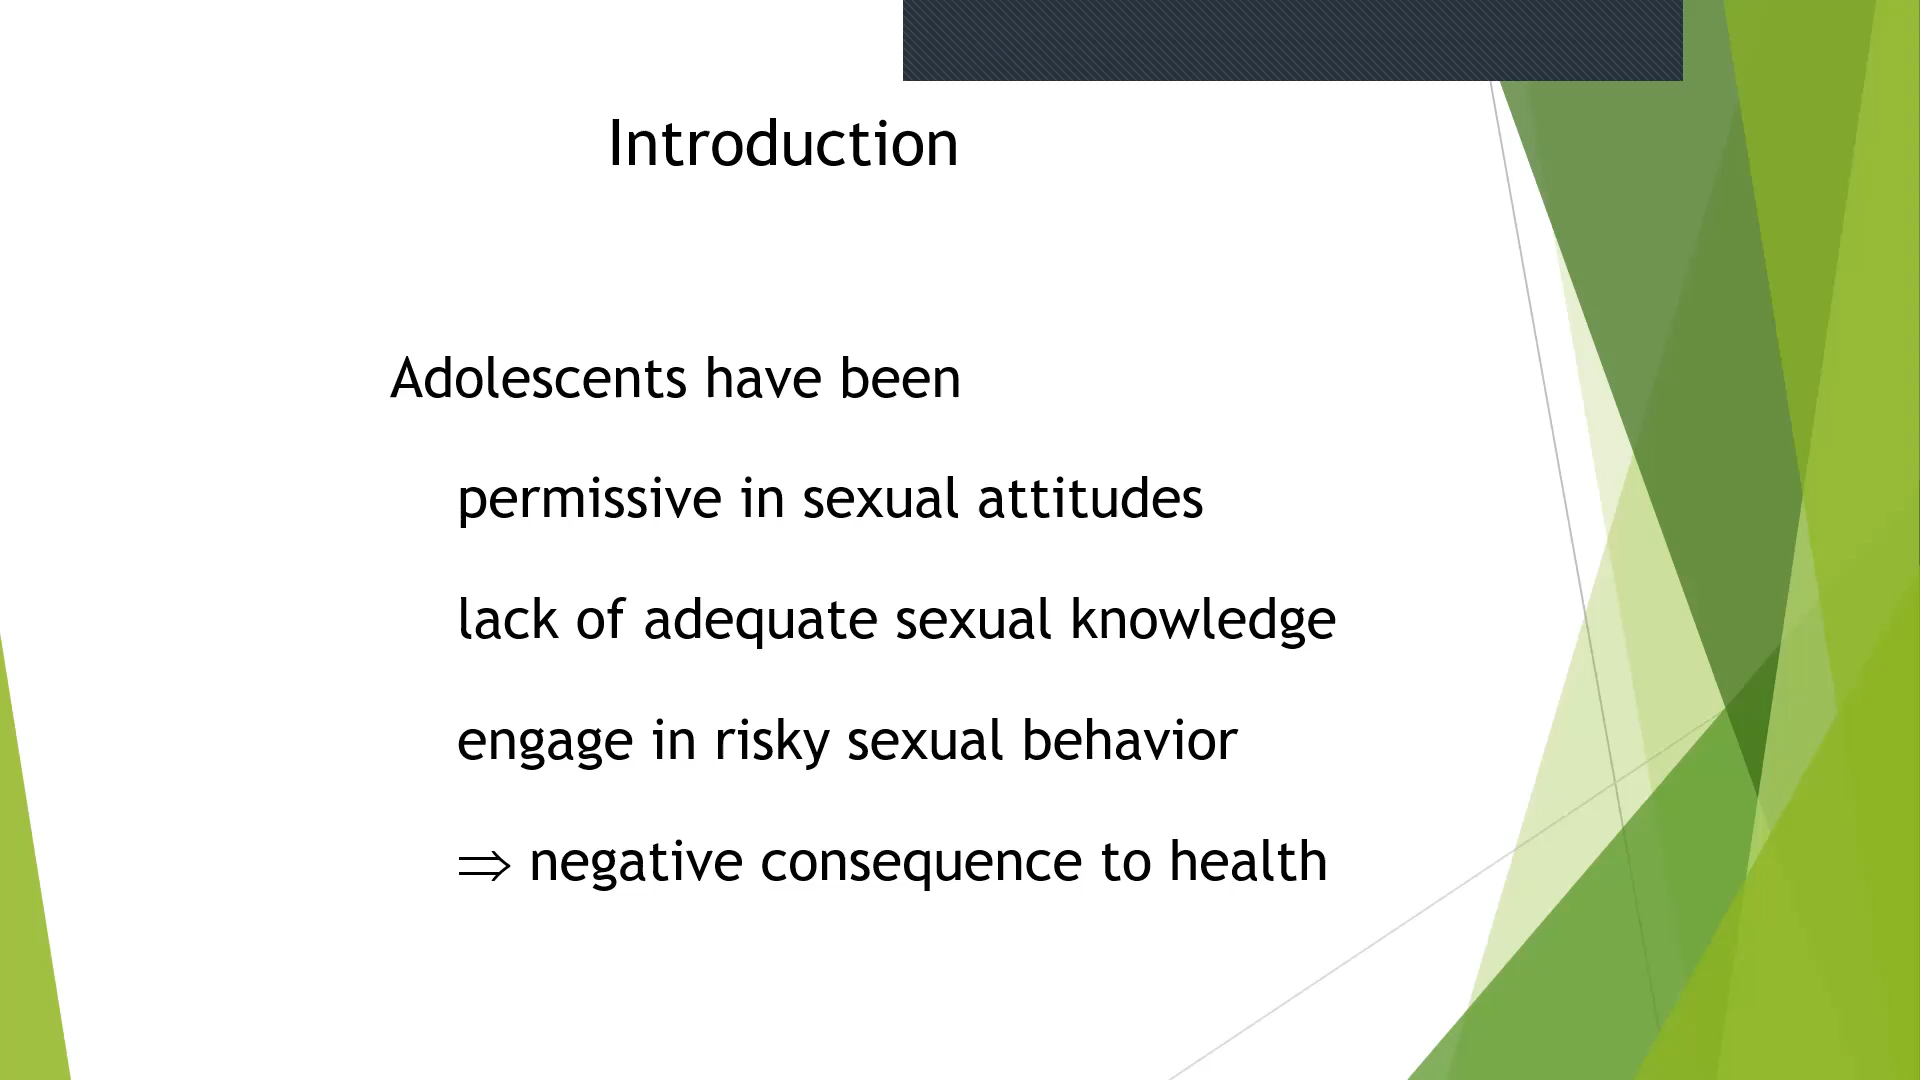 Introduction
Adolescents have been
permissive in sexual attitudes
lack of adequate sexual knowledge
engage in risky sexual behavior
⇒ negative consequence to health